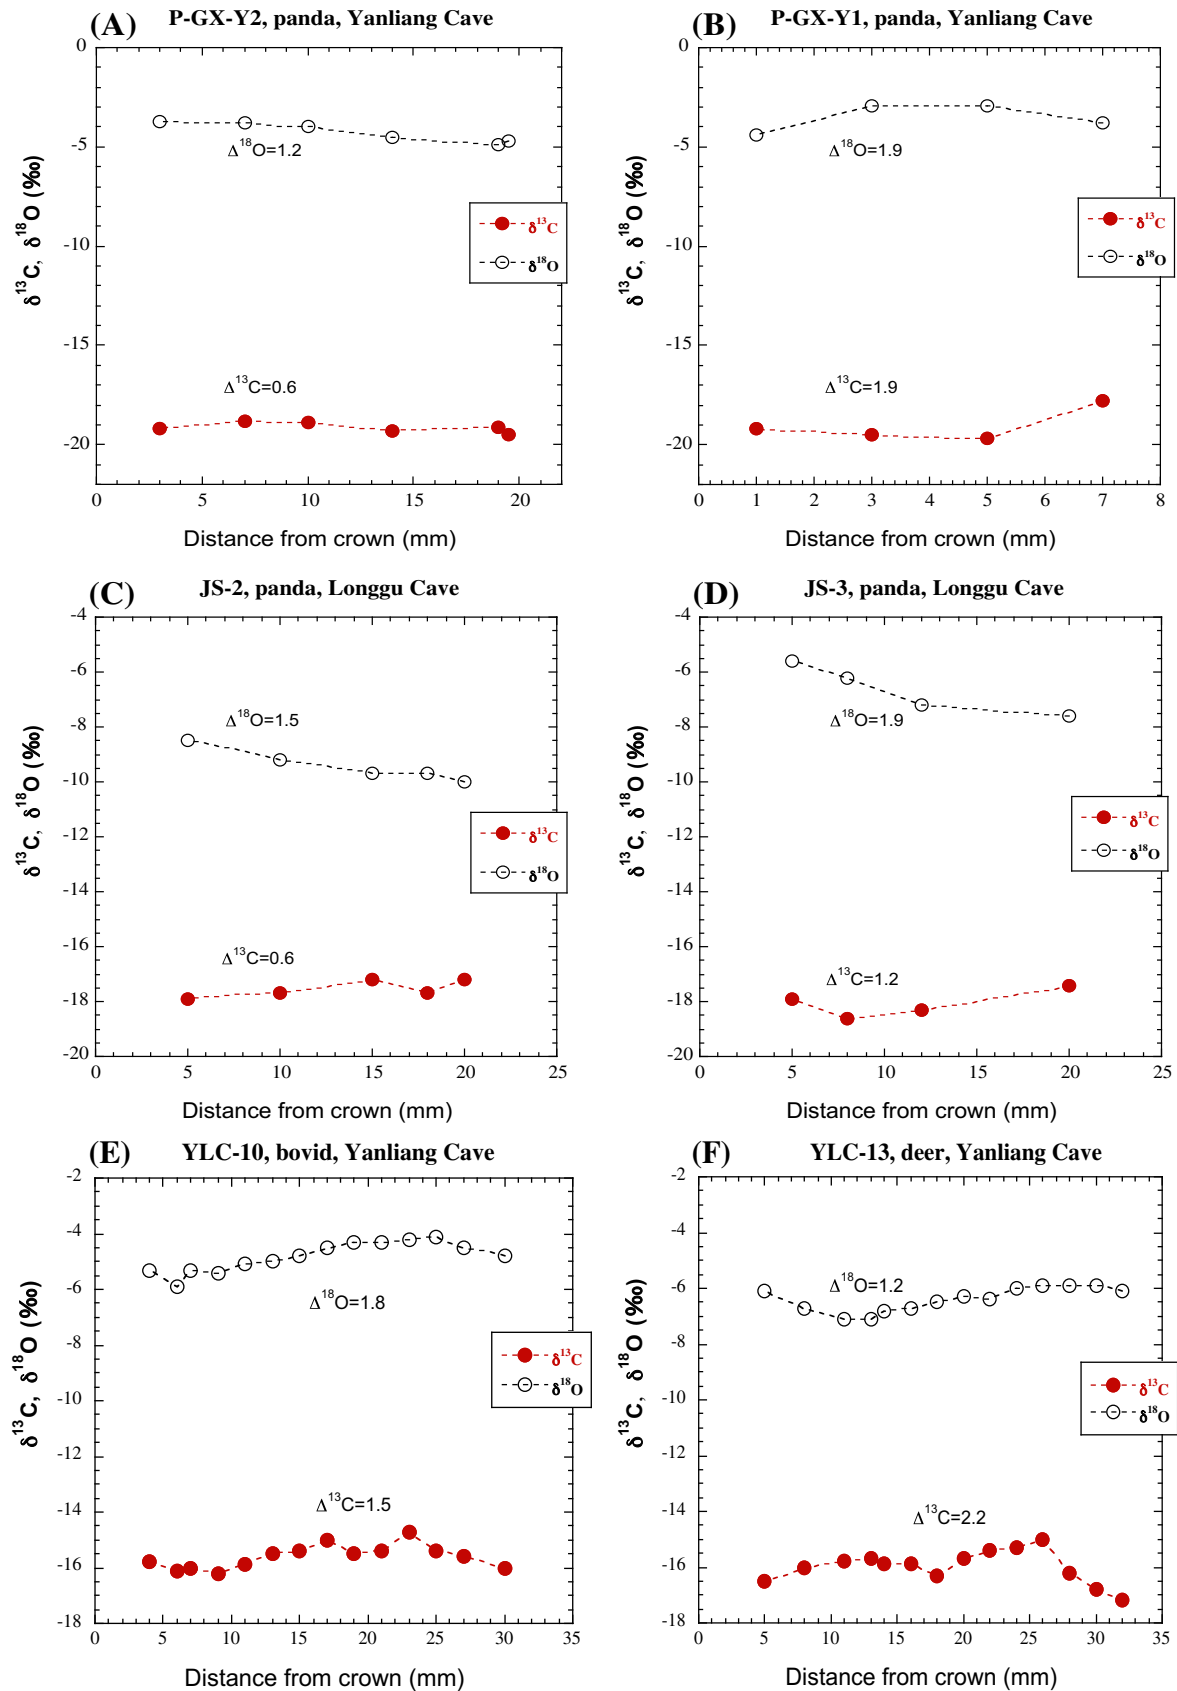 (A) P-GX-Y2, panda, Yanliang Cave
0
-5
-10
-15
-20
δ13C, δ18O (‰)
Δ18O=1.2
δ13C
δ18O
Δ13C=0.6
0 5 10 15 20
Distance from crown (mm)
(B) P-GX-Y1, panda, Yanliang Cave
0
-5
-10
-15
-20
δ13C, δ18O (‰)
Δ18O=1.9
δ13C
δ18O
Δ13C=1.9
0 1 2 3 4 5 6 7 8
Distance from crown (mm)
(C) JS-2, panda, Longgu Cave
-4
-6
-8
-10
-12
-14
-16
-18
-20
δ13C, δ18O (‰)
Δ18O=1.5
δ13C
δ18O
Δ13C=0.6
0 5 10 15 20 25
Distance from crown (mm)
(D) JS-3, panda, Longgu Cave
-4
-6
-8
-10
-12
-14
-16
-18
-20
δ13C, δ18O (‰)
Δ18O=1.9
δ13C
δ18O
Δ13C=1.2
0 5 10 15 20 25
Distance from crown (mm)
(E) YLC-10, bovid, Yanliang Cave
-2
-4
-6
-8
-10
-12
-14
-16
-18
δ13C, δ18O (‰)
Δ18O=1.8
δ13C
δ18O
Δ13C=1.5
0 5 10 15 20 25 30 35
Distance from crown (mm)
(F) YLC-13, deer, Yanliang Cave
-2
-4
-6
-8
-10
-12
-14
-16
-18
δ13C, δ18O (‰)
Δ18O=1.2
δ13C
δ18O
Δ13C=2.2
0 5 10 15 20 25 30 35
Distance from crown (mm)